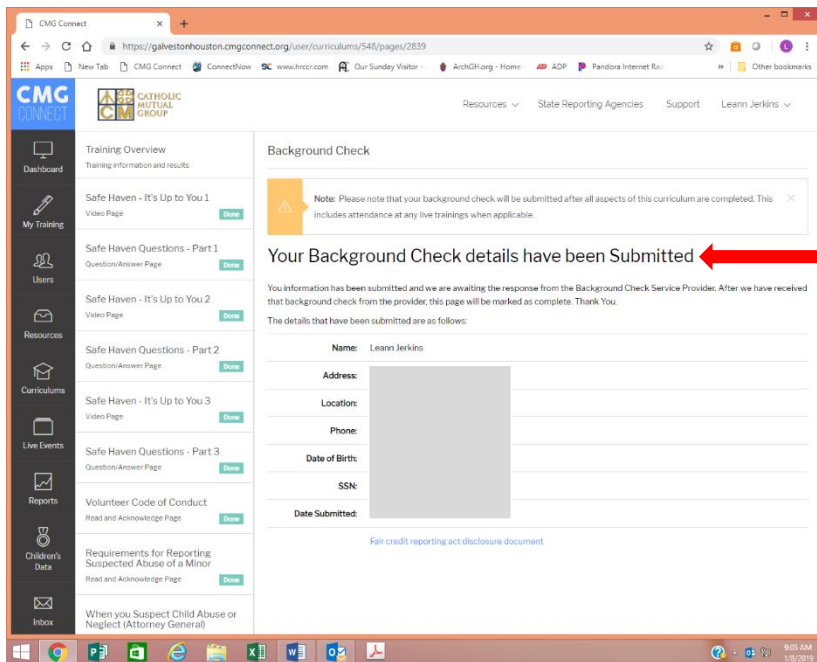 CMG Connect
https://galvestonhouston.cmgconnect.org/user/curriculums/548/pages/2839
Apps New Tab CMG Connect ConnectNow www.hrccr.com Our Sunday Visitor - ArchGH.org - Home ADP Pandora Internet Ra Other bookmarks
CMG
CONNECT
CATHOLIC
MUTUAL
GROUP
Resources State Reporting Agencies Support Leann Jerkins
Dashboard
My Training
Users
Resources
Curriculums
Live Events
Reports
Children's
Data
Inbox
Training Overview
Training information and results
Safe Haven - It's Up to You 1
Video Page Done
Safe Haven Questions - Part 1
Question/Answer Page Done
Safe Haven - It's Up to You 2
Video Page Done
Safe Haven Questions - Part 2
Question/Answer Page Done
Safe Haven - It's Up to You 3
Video Page Done
Safe Haven Questions - Part 3
Question/Answer Page Done
Volunteer Code of Conduct
Read and Acknowledge Page Done
Requirements for Reporting
Suspected Abuse of a Minor
Read and Acknowledge Page Done
When you Suspect Child Abuse or
Neglect (Attorney General)
Background Check
Note: Please note that your background check will be submitted after all aspects of this curriculum are completed. This
includes attendance at any live trainings when applicable.
Your Background Check details have been Submitted
You information has been submitted and we are awaiting the response from the Background Check Service Provider. After we have received
that background check from the provider, this page will be marked as complete. Thank You.
The details that have been submitted are as follows:
Name: Leann Jerkins
Address:
Location:
Phone:
Date of Birth:
SSN:
Date Submitted:
Fair credit reporting act disclosure document
9:05 AM
1/8/2019